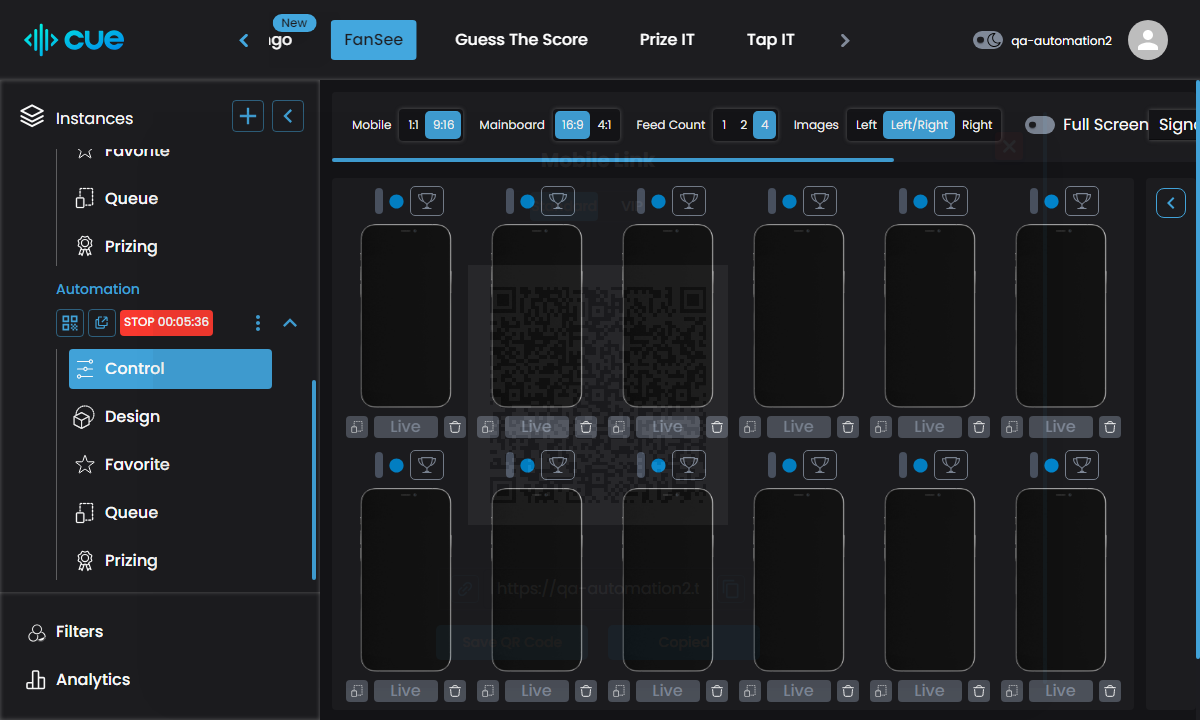 cue
New
ngo
FanSee
Guess The Score
Prize IT
Tap IT
qa-automation2
Instances
Mobile
1:1
9:16
Mainboard
16:9
4:1
Feed Count
1
2
4
Images
Left
Left/Right
Right
Full Screen
Signe
Mobile Link
VIP
Favorite
Queue
Prizing
Automation
STOP 00:05:36
Control
Design
Favorite
Queue
Prizing
Filters
Analytics
Live
Live
Live
Live
Live
Live
https://qa-automation2.t
Save QR Code
Copied
Live
Live
Live
Live
Live
Live